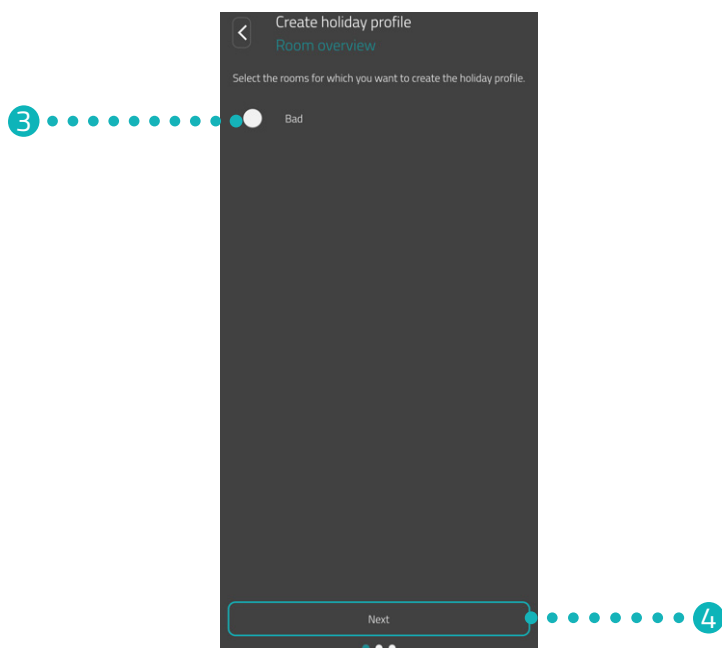 Create holiday profile
Room overview
Select the rooms for which you want to create the holiday profile.
3
Bad
Next
4